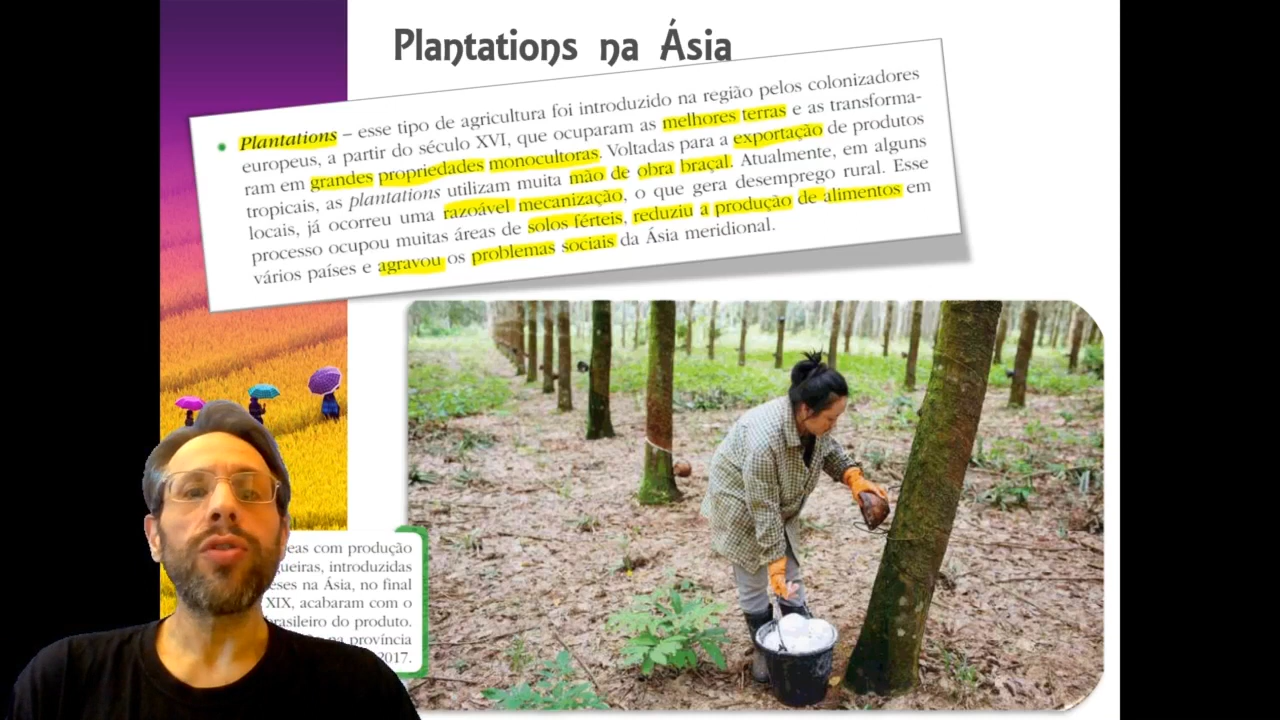 Plantations na Ásia
• Plantations – esse tipo de agricultura foi introduzido na região pelos colonizadores
europeus, a partir do século XVI, que ocuparam as melhores terras e as transforma-
ram em grandes propriedades monocultoras. Voltadas para a exportação de produtos
tropicais, as plantations utilizam muita mão de obra braçal. Atualmente, em alguns
locais, já ocorreu uma razoável mecanização, o que gera desemprego rural. Esse
processo ocupou muitas áreas de solos férteis, reduziu a produção de alimentos em
vários países e agravou os problemas sociais da Ásia meridional.
com produção
introduzidas
na Ásia, no final
XIX, acabaram com o
brasileiro do produto.
na província
2017.